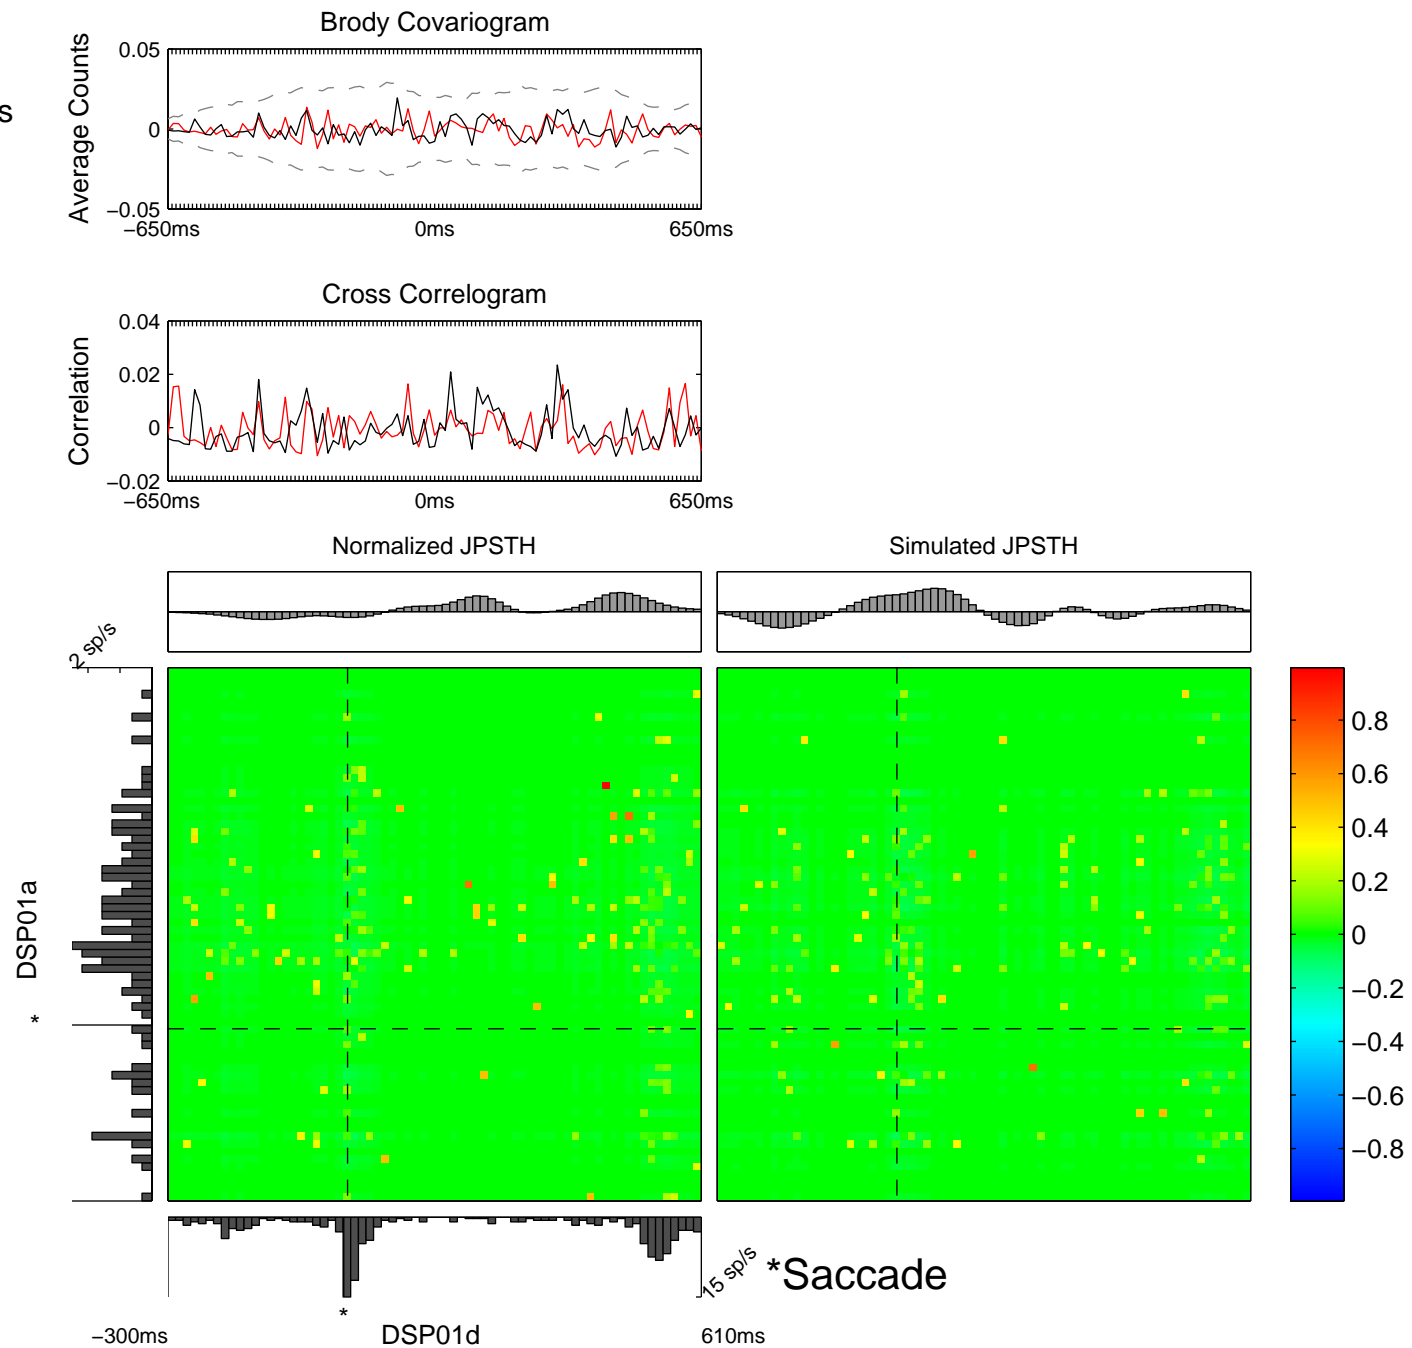 Brody Covariogram
s
Average Counts
0.05
0
−0.05
−650ms
0ms
650ms
Cross Correlogram
Correlation
0.04
0.02
0
−0.02
−650ms
0ms
650ms
Normalized JPSTH
Simulated JPSTH
2 sp/s
DSP01a
*
0.8
0.6
0.4
0.2
0
−0.2
−0.4
−0.6
−0.8
15 sp/s
*Saccade
*
−300ms
DSP01d
610ms